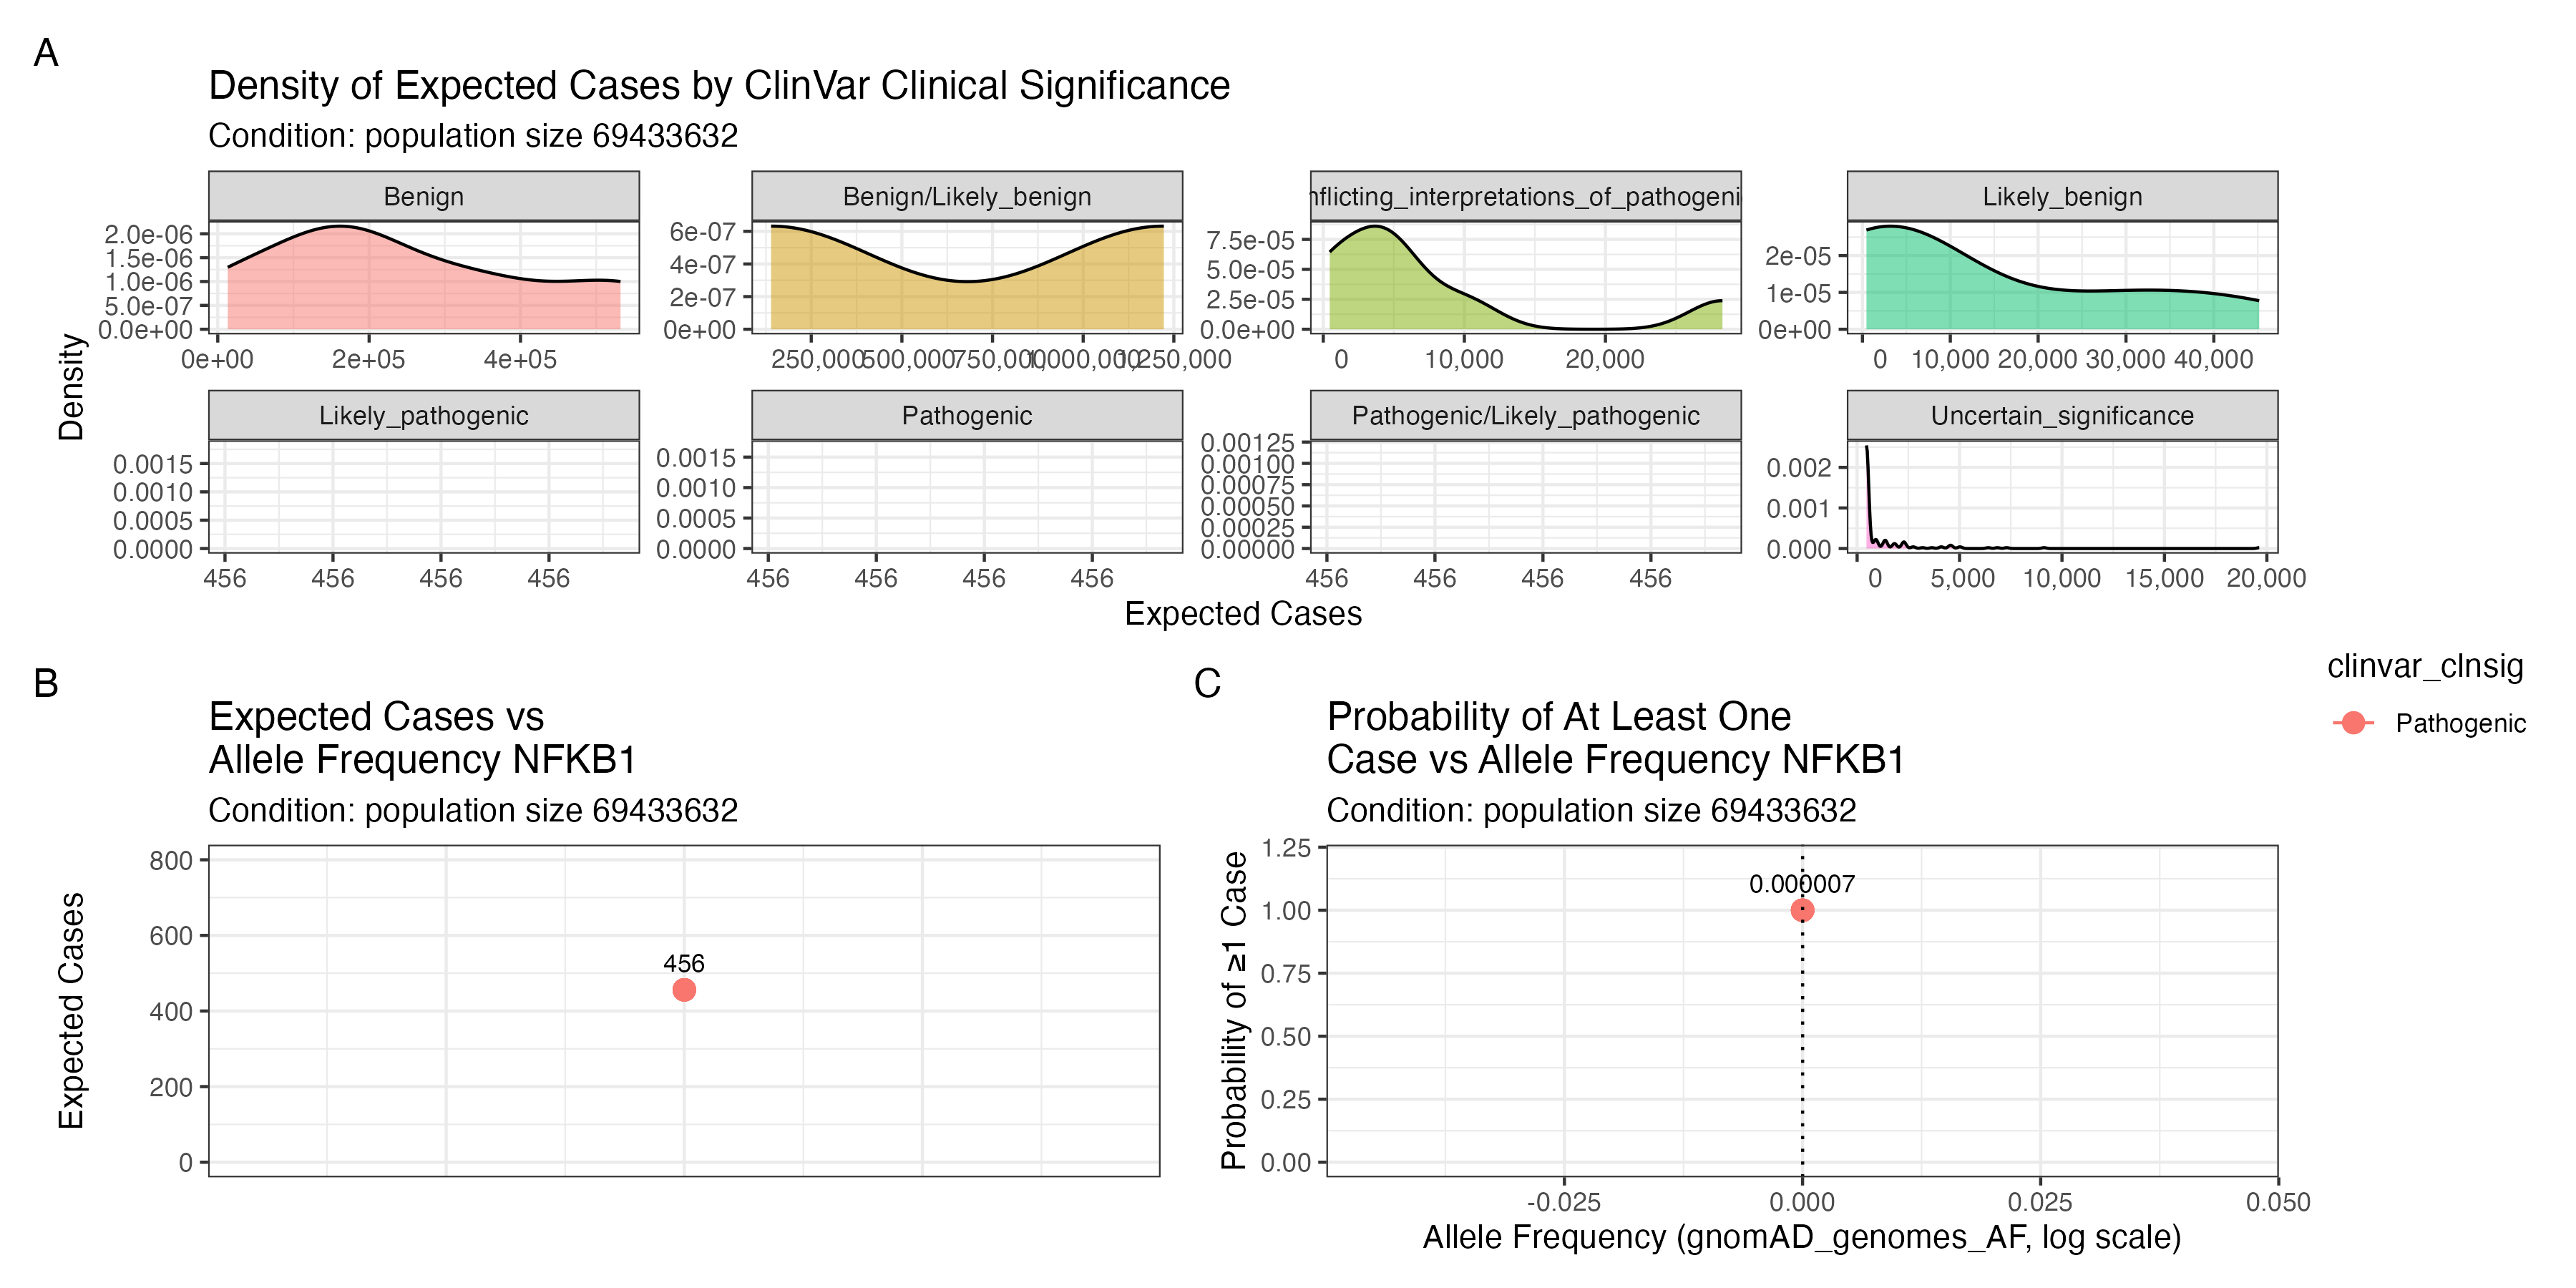 A
Density of Expected Cases by ClinVar Clinical Significance
Condition: population size 69433632
Benign
Benign/Likely_benign
nflicting_interpretations_of_pathogeni
Likely_benign
2.0e-06
1.5e-06
1.0e-06
5.0e-07
0.0e+00
0e+00 2e+05 4e+05
6e-07
4e-07
2e-07
0e+00
250,000 500,000 750,000 1,000,000 1,250,000
7.5e-05
5.0e-05
2.5e-05
0.0e+00
0 10,000 20,000
2e-05
1e-05
0e+00
0 10,000 20,000 30,000 40,000
Density
Likely_pathogenic
Pathogenic
Pathogenic/Likely_pathogenic
Uncertain_significance
0.0015
0.0010
0.0005
0.0000
456 456 456 456
0.0015
0.0010
0.0005
0.0000
456 456 456 456
0.00125
0.00100
0.00075
0.00050
0.00025
0.00000
456 456 456 456
0.002
0.001
0.000
0 5,000 10,000 15,000 20,000
Expected Cases
B
Expected Cases vs
Allele Frequency NFKB1
Condition: population size 69433632
Expected Cases
800
600
400
200
0
456
C
Probability of At Least One
Case vs Allele Frequency NFKB1
Condition: population size 69433632
Probability of ≥1 Case
1.25
1.00
0.75
0.50
0.25
0.00
0.000007
-0.025 0.000 0.025 0.050
Allele Frequency (gnomAD_genomes_AF, log scale)
clinvar_clnsig
Pathogenic